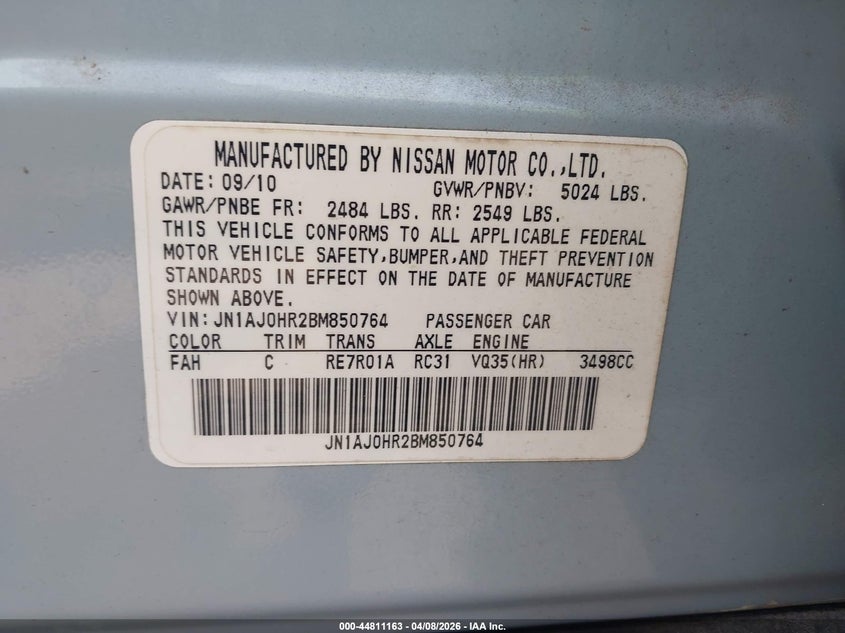 MANUFACTURED BY NISSAN MOTOR CO.,LTD.
DATE: 09/10 GVWR/PNBV: 5024 LBS.
GAWR/PNBE FR: 2484 LBS. RR: 2549 LBS.
THIS VEHICLE CONFORMS TO ALL APPLICABLE FEDERAL
MOTOR VEHICLE SAFETY,BUMPER,AND THEFT PREVENTION
STANDARDS IN EFFECT ON THE DATE OF MANUFACTURE
SHOWN ABOVE.
VIN:JN1AJ0HR2BM850764 PASSENGER CAR
COLOR TRIM TRANS AXLE ENGINE
FAH C RE7R01A RC31 VQ35(HR) 3498CC
JN1AJ0HR2BM850764
000-44811163 - 04/08/2026 - IAA Inc.